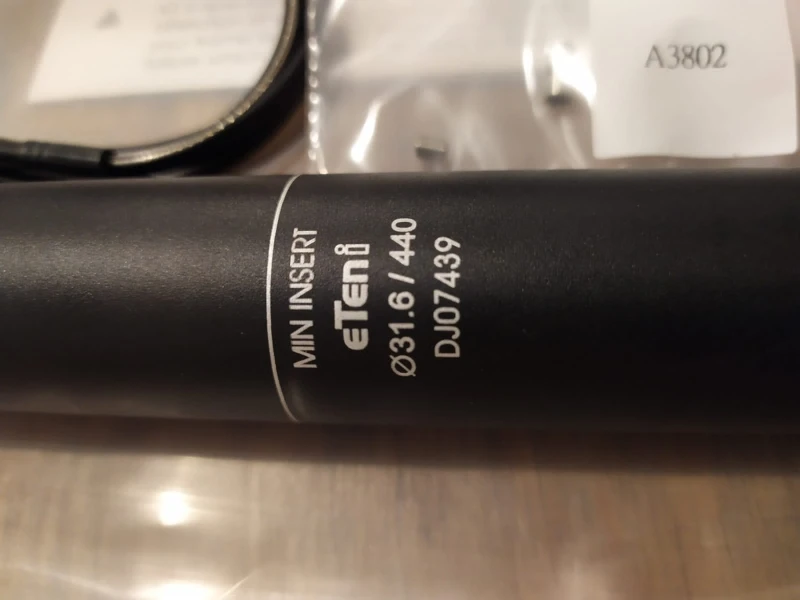 A3802
MIN INSERT
eTEN i
Ø31.6 / 440
DJ07439